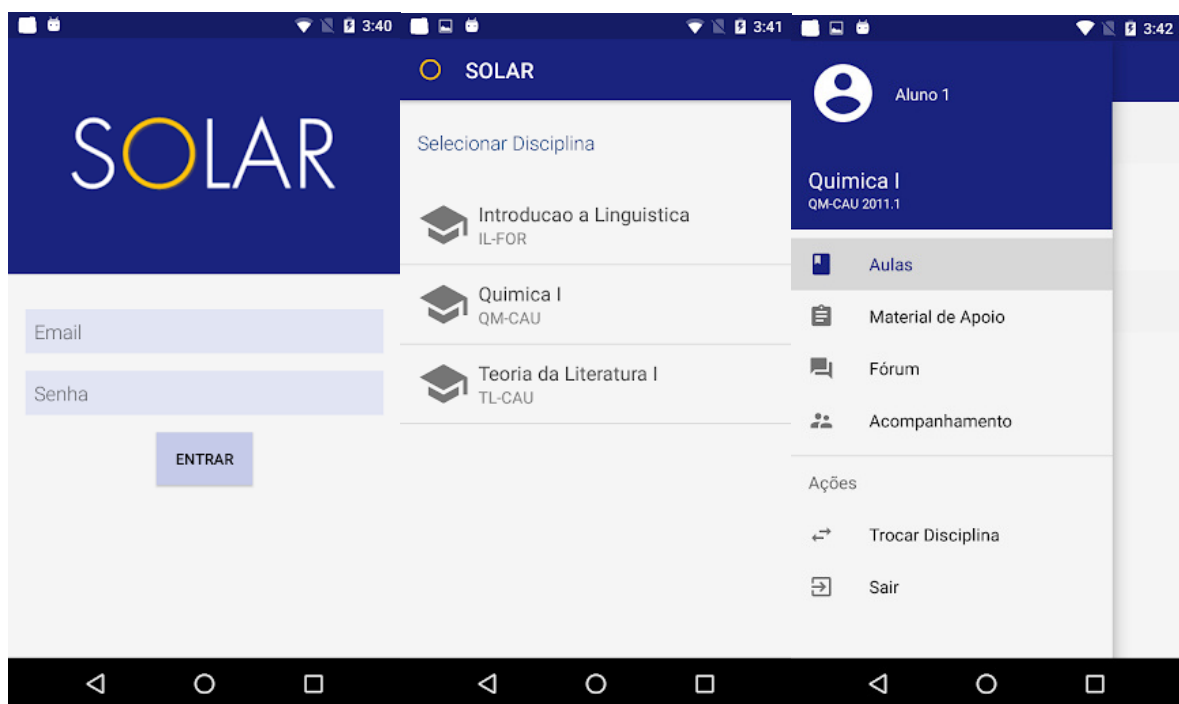 3:40
SOLAR
Email
Senha
ENTRAR
3:41
SOLAR
Selecionar Disciplina
Introducao a Linguistica
IL-FOR
Quimica I
QM-CAU
Teoria da Literatura I
TL-CAU
3:42
Aluno 1
Quimica I
QM-CAU 2011.1
Aulas
Material de Apoio
Fórum
Acompanhamento
Ações
Trocar Disciplina
Sair